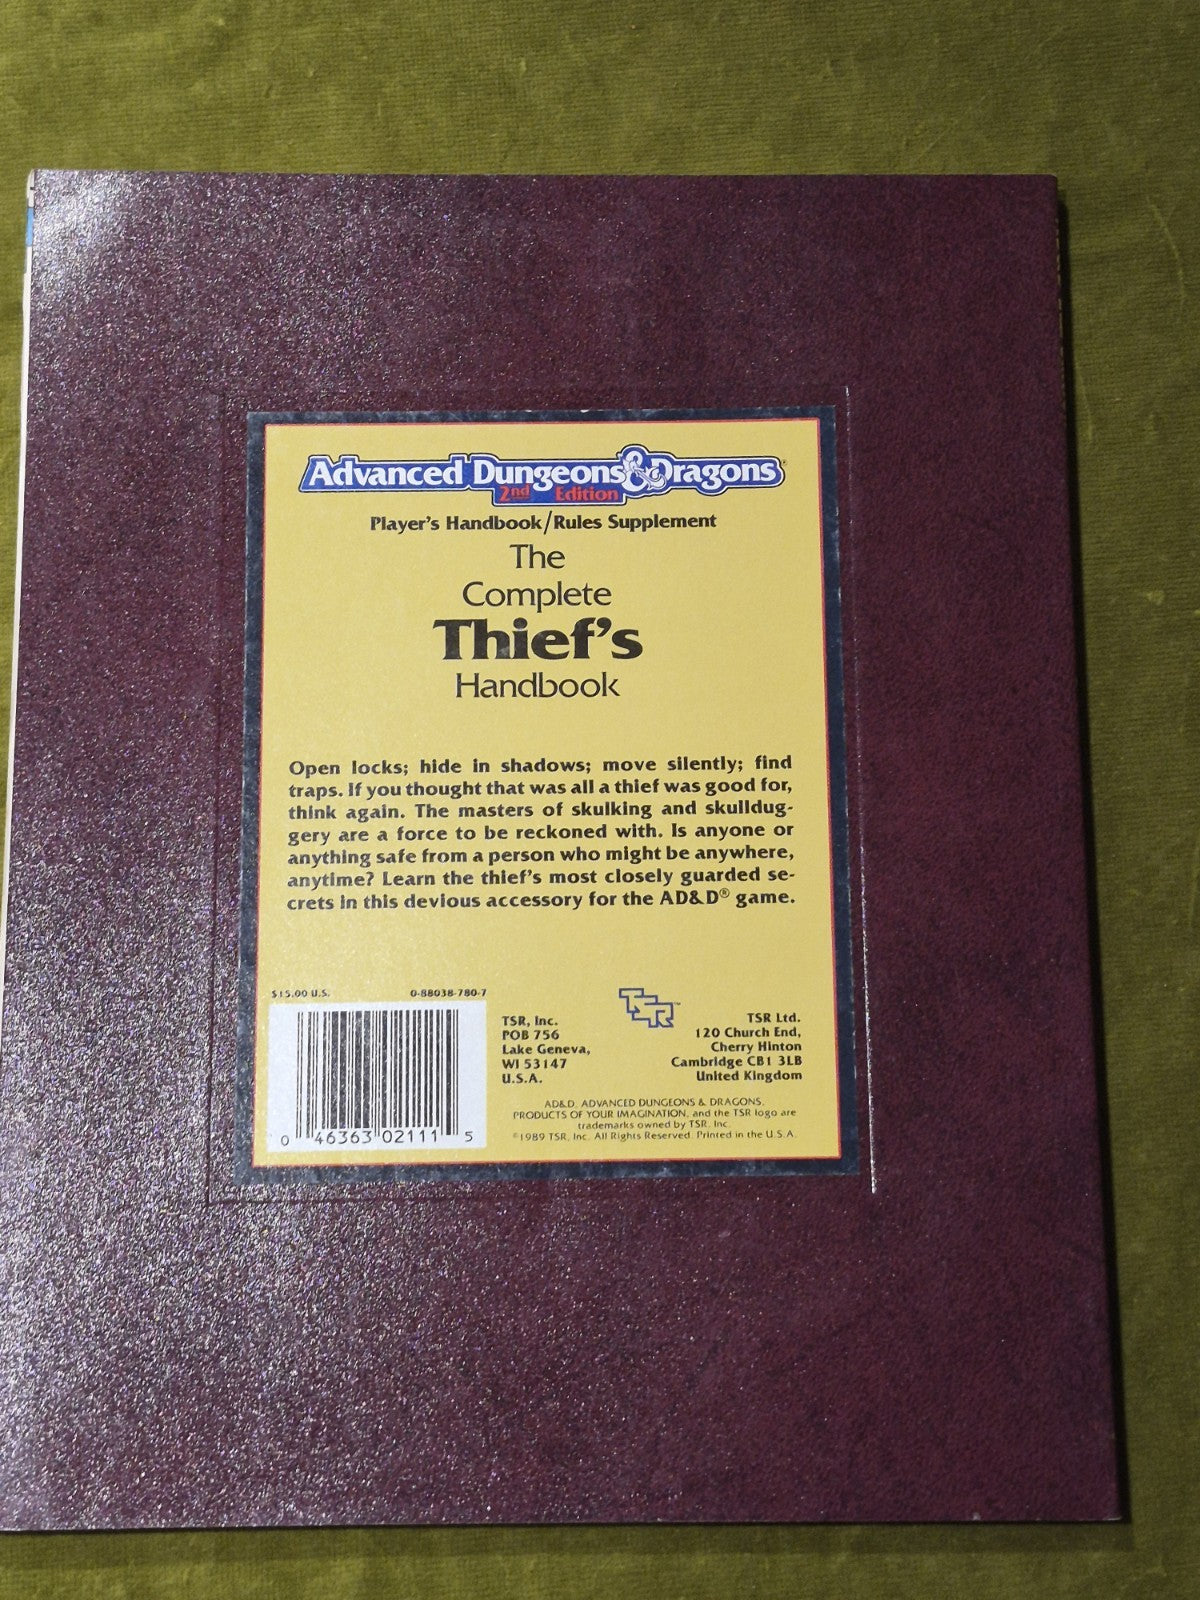 Advanced Dungeons & Dragons®
2nd Edition
Player's Handbook/Rules Supplement
The
Complete
Thief's
Handbook
Open locks; hide in shadows; move silently; find
traps. If you thought that was all a thief was good for,
think again. The masters of skulking and skulldug-
gery are a force to be reckoned with. Is anyone or
anything safe from a person who might be anywhere,
anytime? Learn the thief's most closely guarded se-
crets in this devious accessory for the AD&D® game.
$15.00 U.S. 0-88038-780-7
0 46363 02111 5
TSR, Inc.
POB 756
Lake Geneva,
WI 53147
U.S.A.
TSR™
TSR Ltd.
120 Church End,
Cherry Hinton
Cambridge CB1 3LB
United Kingdom
AD&D, ADVANCED DUNGEONS & DRAGONS,
PRODUCTS OF YOUR IMAGINATION, and the TSR logo are
trademarks owned by TSR, Inc.
©1989 TSR, Inc. All Rights Reserved. Printed in the U.S.A.